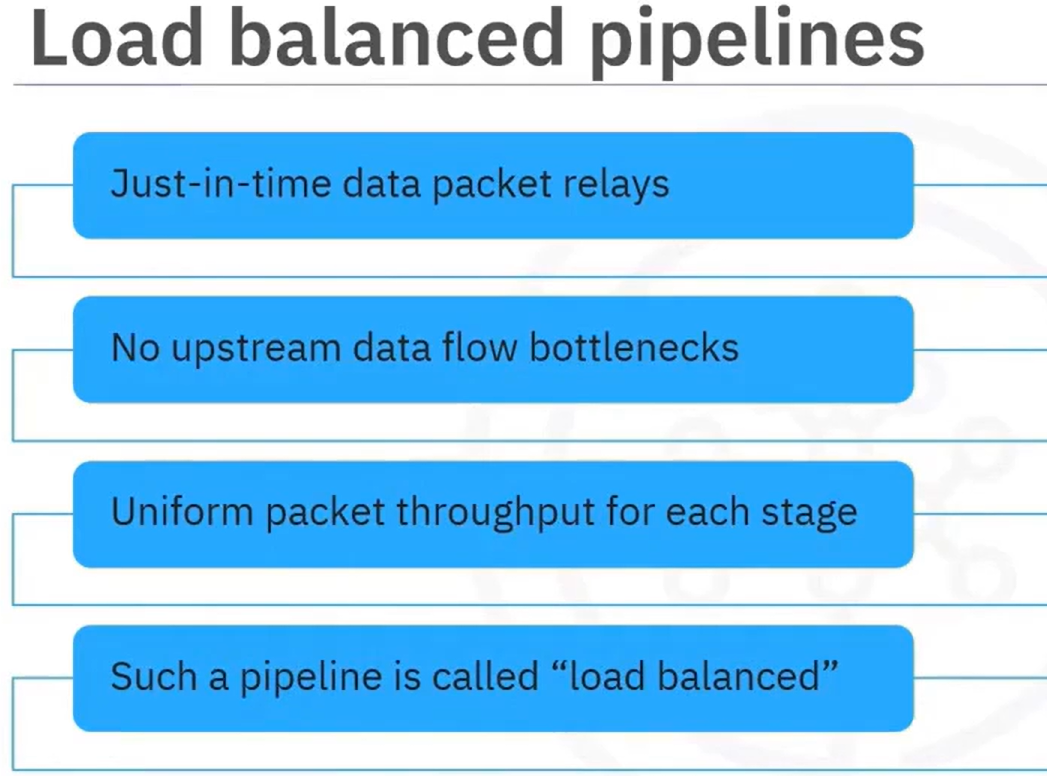 Load balanced pipelines
Just-in-time data packet relays
No upstream data flow bottlenecks
Uniform packet throughput for each stage
Such a pipeline is called “load balanced”